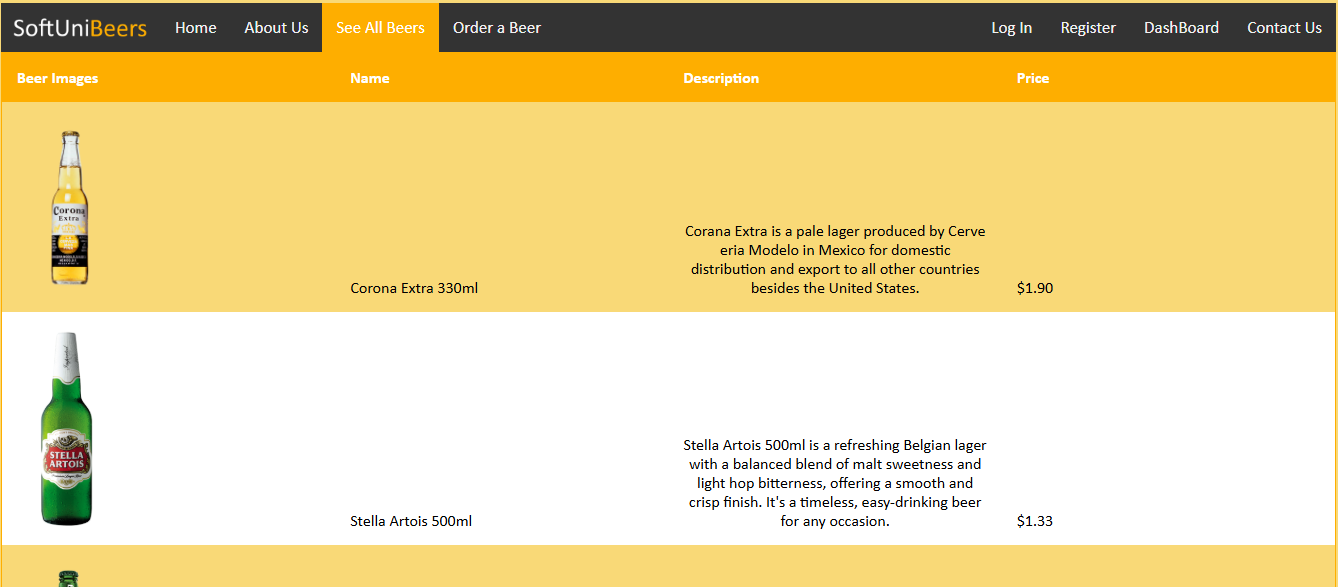 SoftUniBeers Home About Us See All Beers Order a Beer Log In Register DashBoard Contact Us
Beer Images Name Description Price
Corona
Extra
Corona Extra 330ml
Corana Extra is a pale lager produced by Cerve
eria Modelo in Mexico for domestic
distribution and export to all other countries
besides the United States.
$1.90
STELLA
ARTOIS
Stella Artois 500ml
Stella Artois 500ml is a refreshing Belgian lager
with a balanced blend of malt sweetness and
light hop bitterness, offering a smooth and
crisp finish. It's a timeless, easy-drinking beer
for any occasion.
$1.33